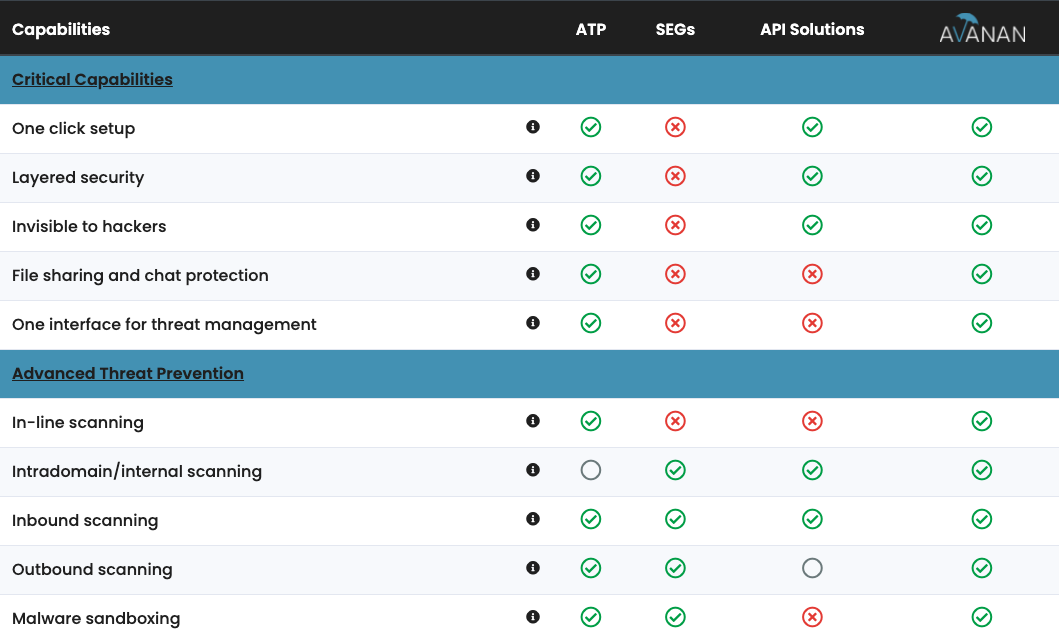 Capabilities ATP SEGs API Solutions AVANAN
Critical Capabilities
One click setup
Layered security
Invisible to hackers
File sharing and chat protection
One interface for threat management
Advanced Threat Prevention
In-line scanning
Intradomain/internal scanning
Inbound scanning
Outbound scanning
Malware sandboxing